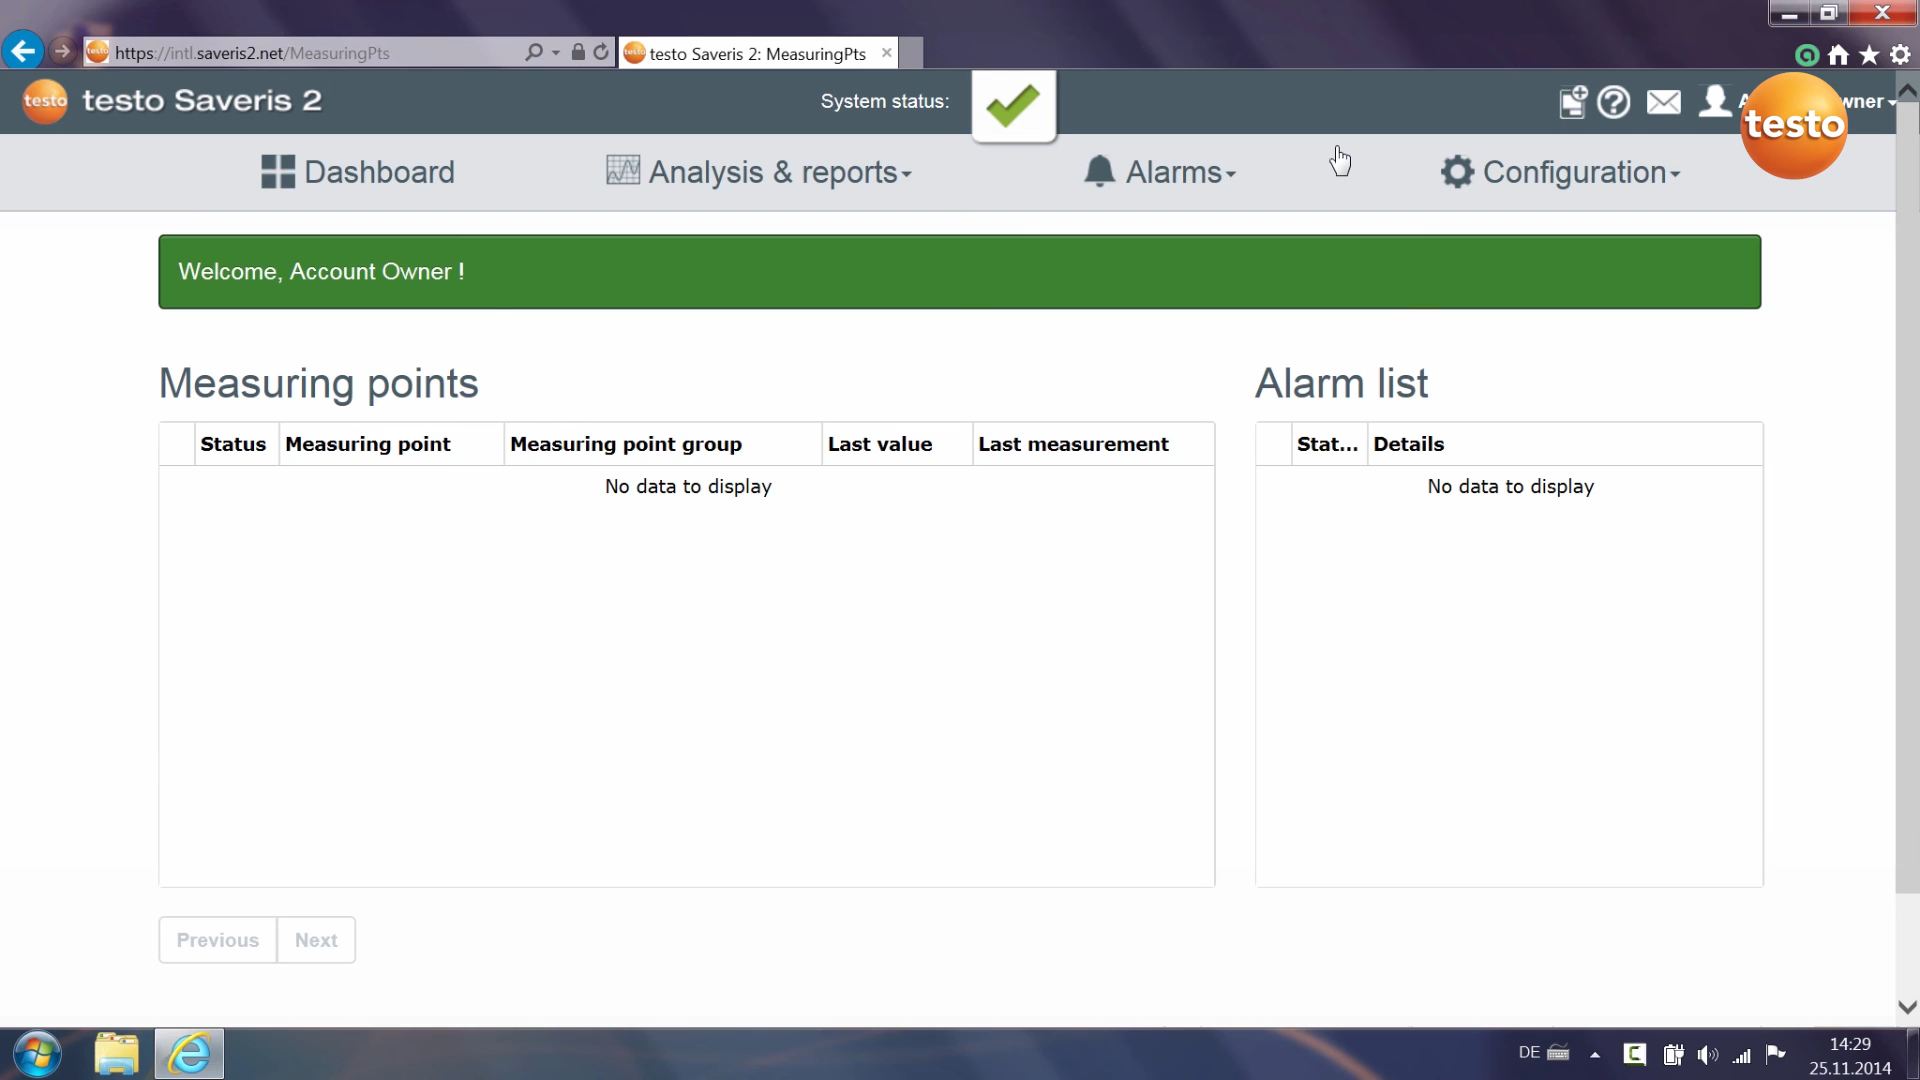 https://intl.saveris2.net/MeasuringPts
testo
testo Saveris 2: MeasuringPts
testo
testo Saveris 2
System status:
wner
testo
Dashboard
Analysis & reports
Alarms
Configuration
Welcome, Account Owner !
Measuring points
Alarm list
Status
Measuring point
Measuring point group
Last value
Last measurement
Stat...
Details
No data to display
No data to display
Previous
Next
DE
14:29
25.11.2014